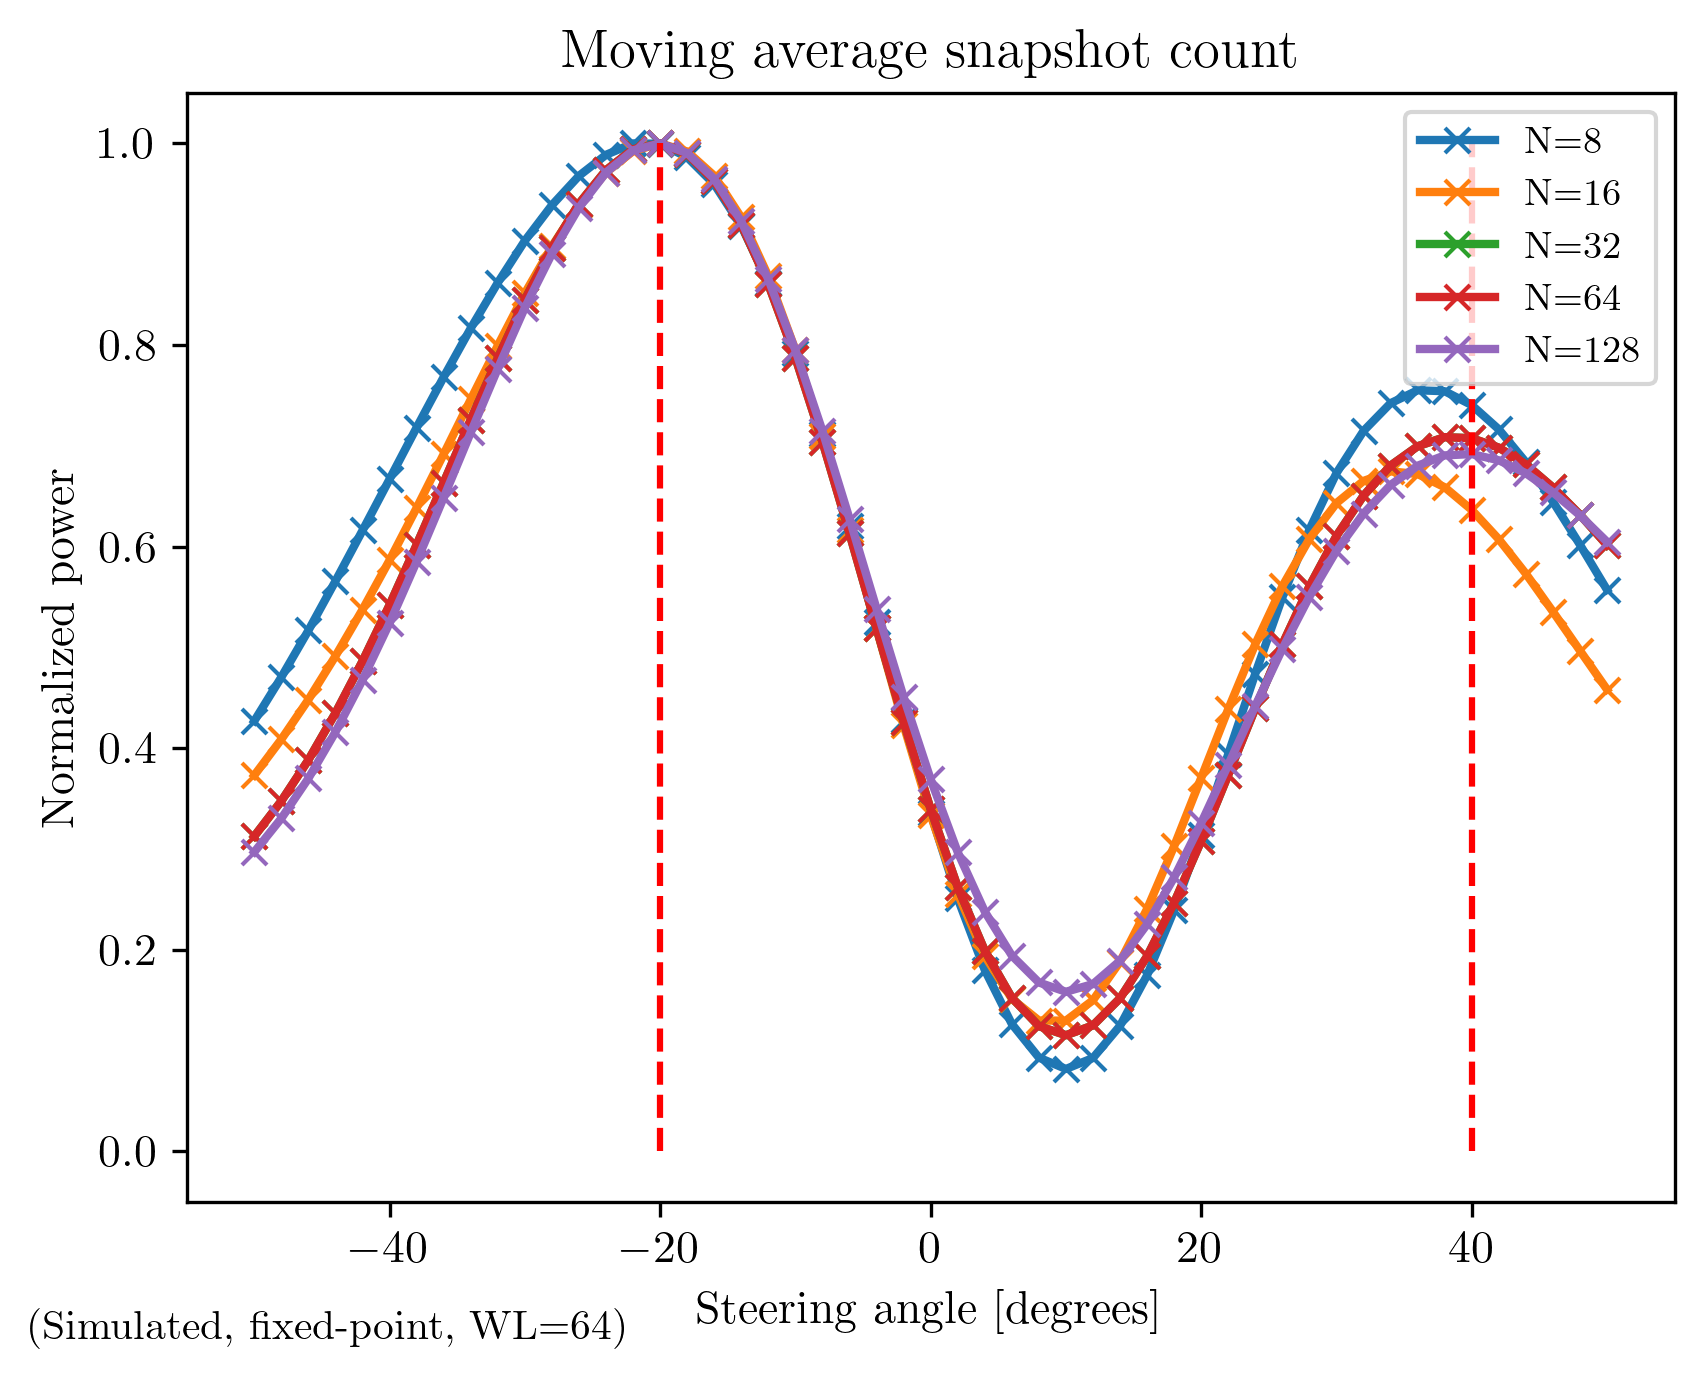 Moving average snapshot count
N=8
N=16
N=32
N=64
N=128
Normalized power
1.0
0.8
0.6
0.4
0.2
0.0
−40
−20
0
20
40
Steering angle [degrees]
(Simulated, fixed-point, WL=64)